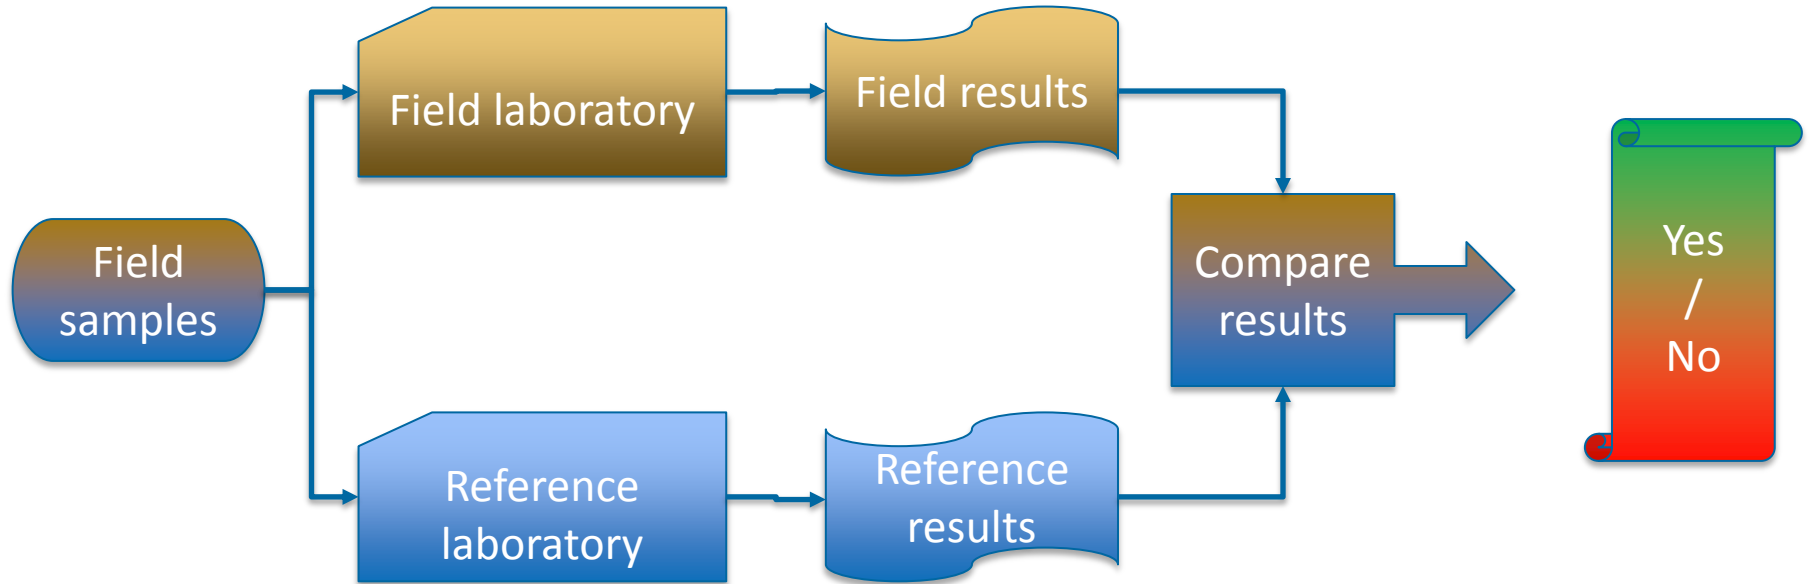 Field laboratory
Field results
Field
samples
Compare
results
Yes
/
No
Reference
laboratory
Reference
results